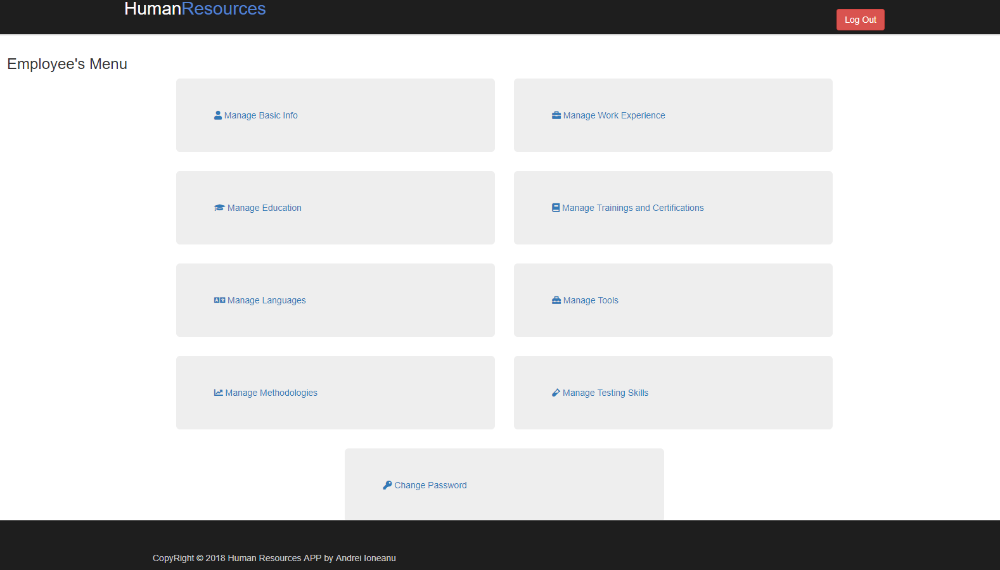 HumanResources
Log Out
Employee's Menu
Manage Basic Info
Manage Work Experience
Manage Education
Manage Trainings and Certifications
Manage Languages
Manage Tools
Manage Methodologies
Manage Testing Skills
Change Password
CopyRight © 2018 Human Resources APP by Andrei Ioneanu